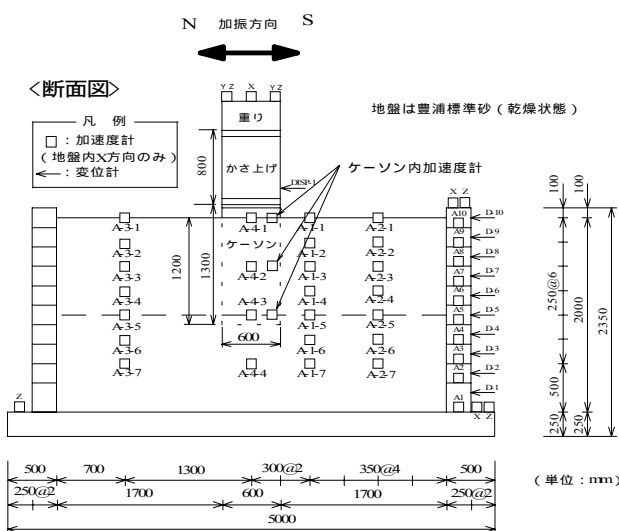 N 加振方向 S
<断面図>
凡 例
□ : 加速度計
(地盤内X方向のみ)
← : 変位計
Y Z X Y Z
重り
かさ上げ
800
DISP-1
地盤は豊浦標準砂(乾燥状態)
ケーソン内加速度計
X Z
100 100
A-3-1 A-4-1 A-1-1 A-2-1 A10 D-10
ケーソン
A-3-2 A-1-2 A-2-2 A9 D-9
A-3-3 A-4-2 A-1-3 A-2-3 A8 D-8
A7 D-7
1200 1300
A-3-4 A-4-3 A-1-4 A-2-4 A6 D-6
A-3-5 A-1-5 A-2-5 A5 D-5
600
A4 D-4
A-3-6 A-1-6 A-2-6 A3 D-3
A-3-7 A-4-4 A-1-7 A-2-7 A2 D-2
D-1
Z A1 X Z
250@6 2000 2350
500
250 250
500 700 1300 300@2 350@4 500
250@2 1700 600 1700 250@2
5000
(単位:mm)